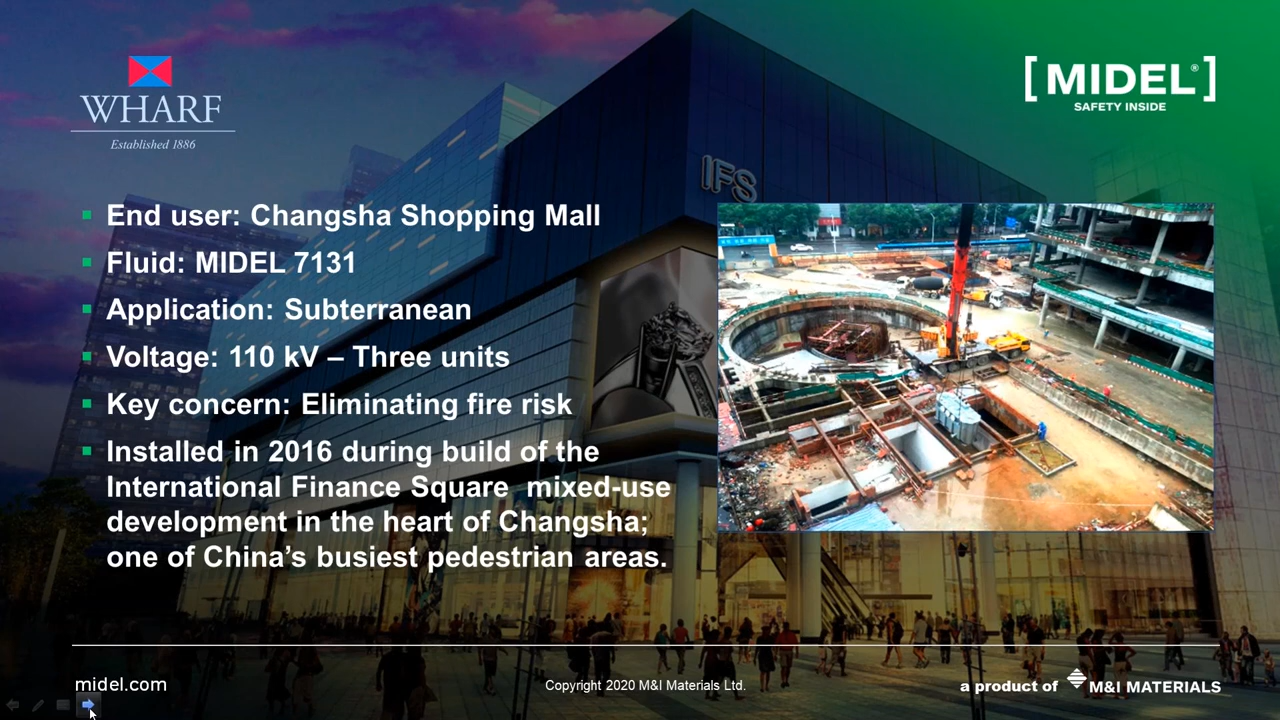 WHARF
Established 1886
[MIDEL®]
SAFETY INSIDE
IFS
End user: Changsha Shopping Mall
Fluid: MIDEL 7131
Application: Subterranean
Voltage: 110 kV – Three units
Key concern: Eliminating fire risk
Installed in 2016 during build of the
International Finance Square mixed-use
development in the heart of Changsha;
one of China’s busiest pedestrian areas.
midel.com
Copyright 2020 M&I Materials Ltd.
a product of M&I MATERIALS